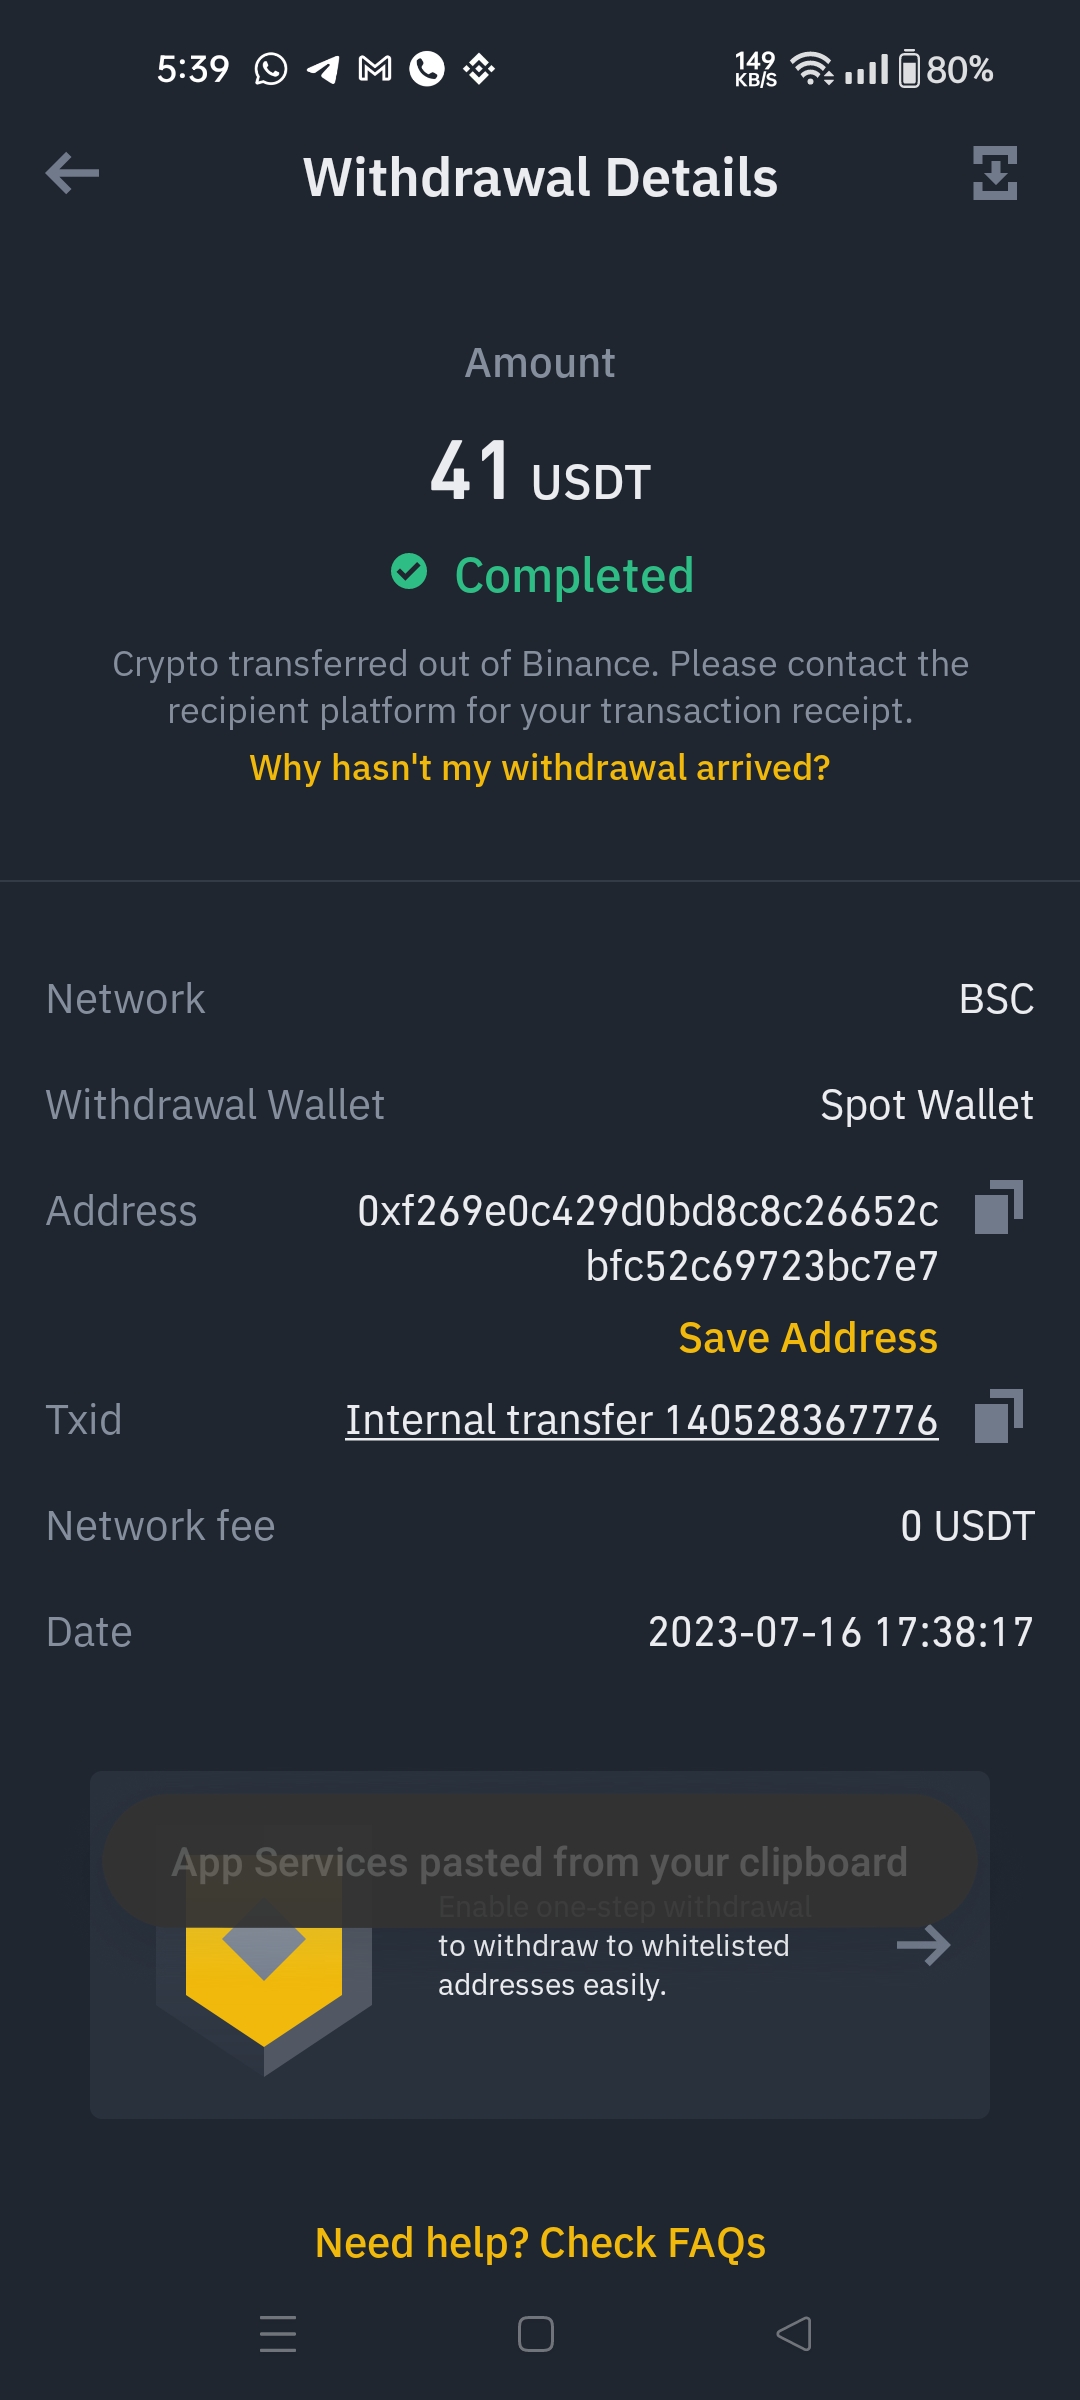 5:39
149
KB/S
80%
Withdrawal Details
Amount
41 USDT
Completed
Crypto transferred out of Binance. Please contact the
recipient platform for your transaction receipt.
Why hasn't my withdrawal arrived?
Network BSC
Withdrawal Wallet Spot Wallet
Address 0xf269e0c429d0bd8c8c26652c
bfc52c69723bc7e7
Save Address
Txid Internal transfer 140528367776
Network fee 0 USDT
Date 2023-07-16 17:38:17
App Services pasted from your clipboard
Enable one-step withdrawal
to withdraw to whitelisted
addresses easily.
Need help? Check FAQs